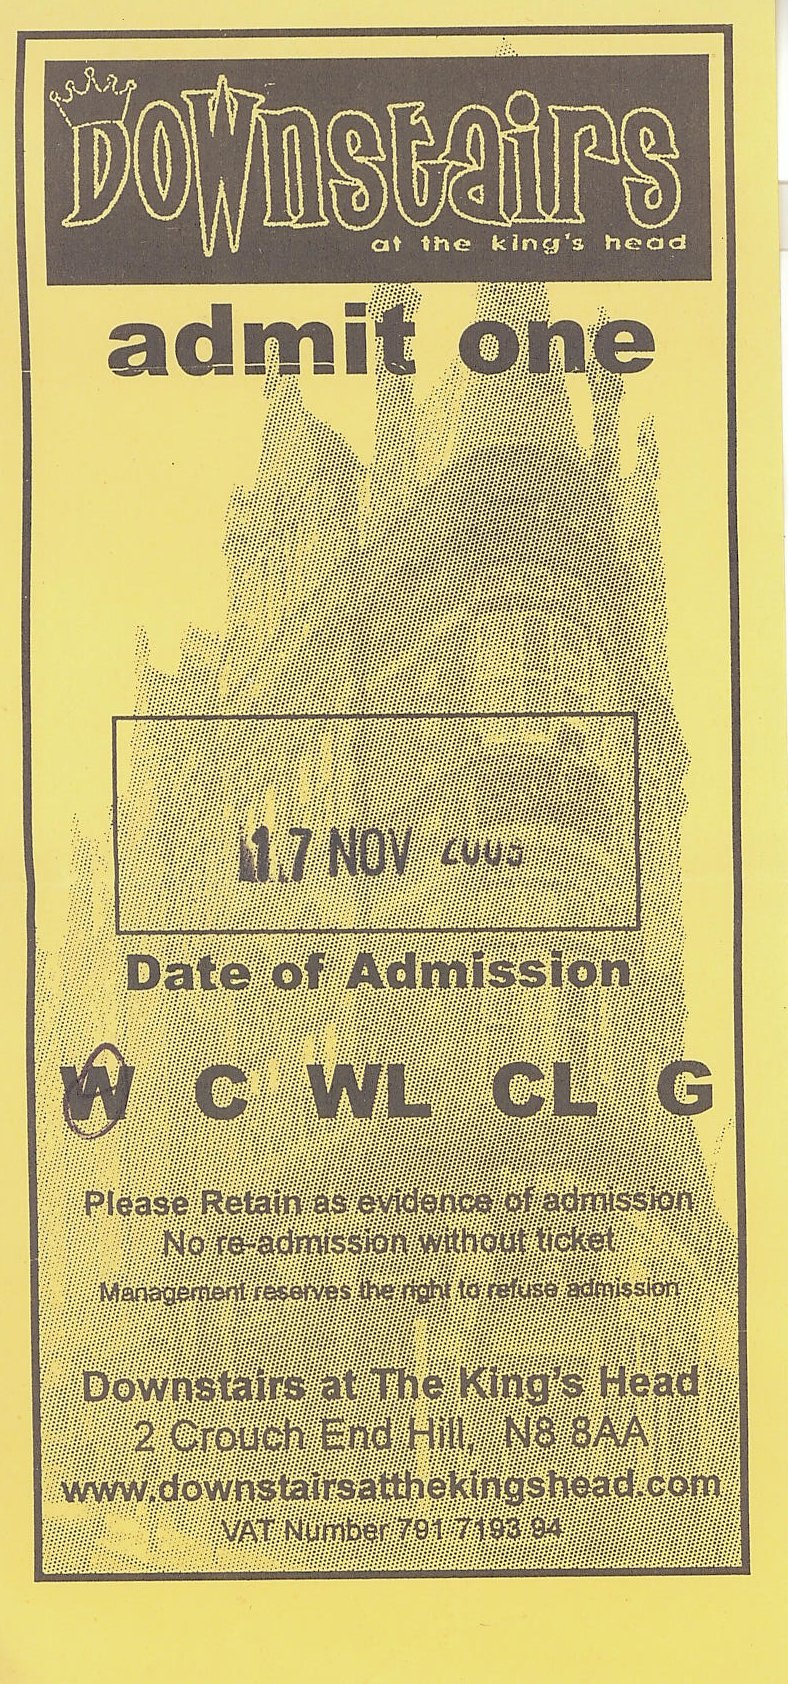 Downstairs
at the king's head
admit one
17 NOV 2005
Date of Admission
W C WL CL G
Please Retain as evidence of admission
No re-admission without ticket
Management reserves the right to refuse admission
Downstairs at The King's Head
2 Crouch End Hill, N8 8AA
www.downstairsatthekingshead.com
VAT Number 791 7193 94